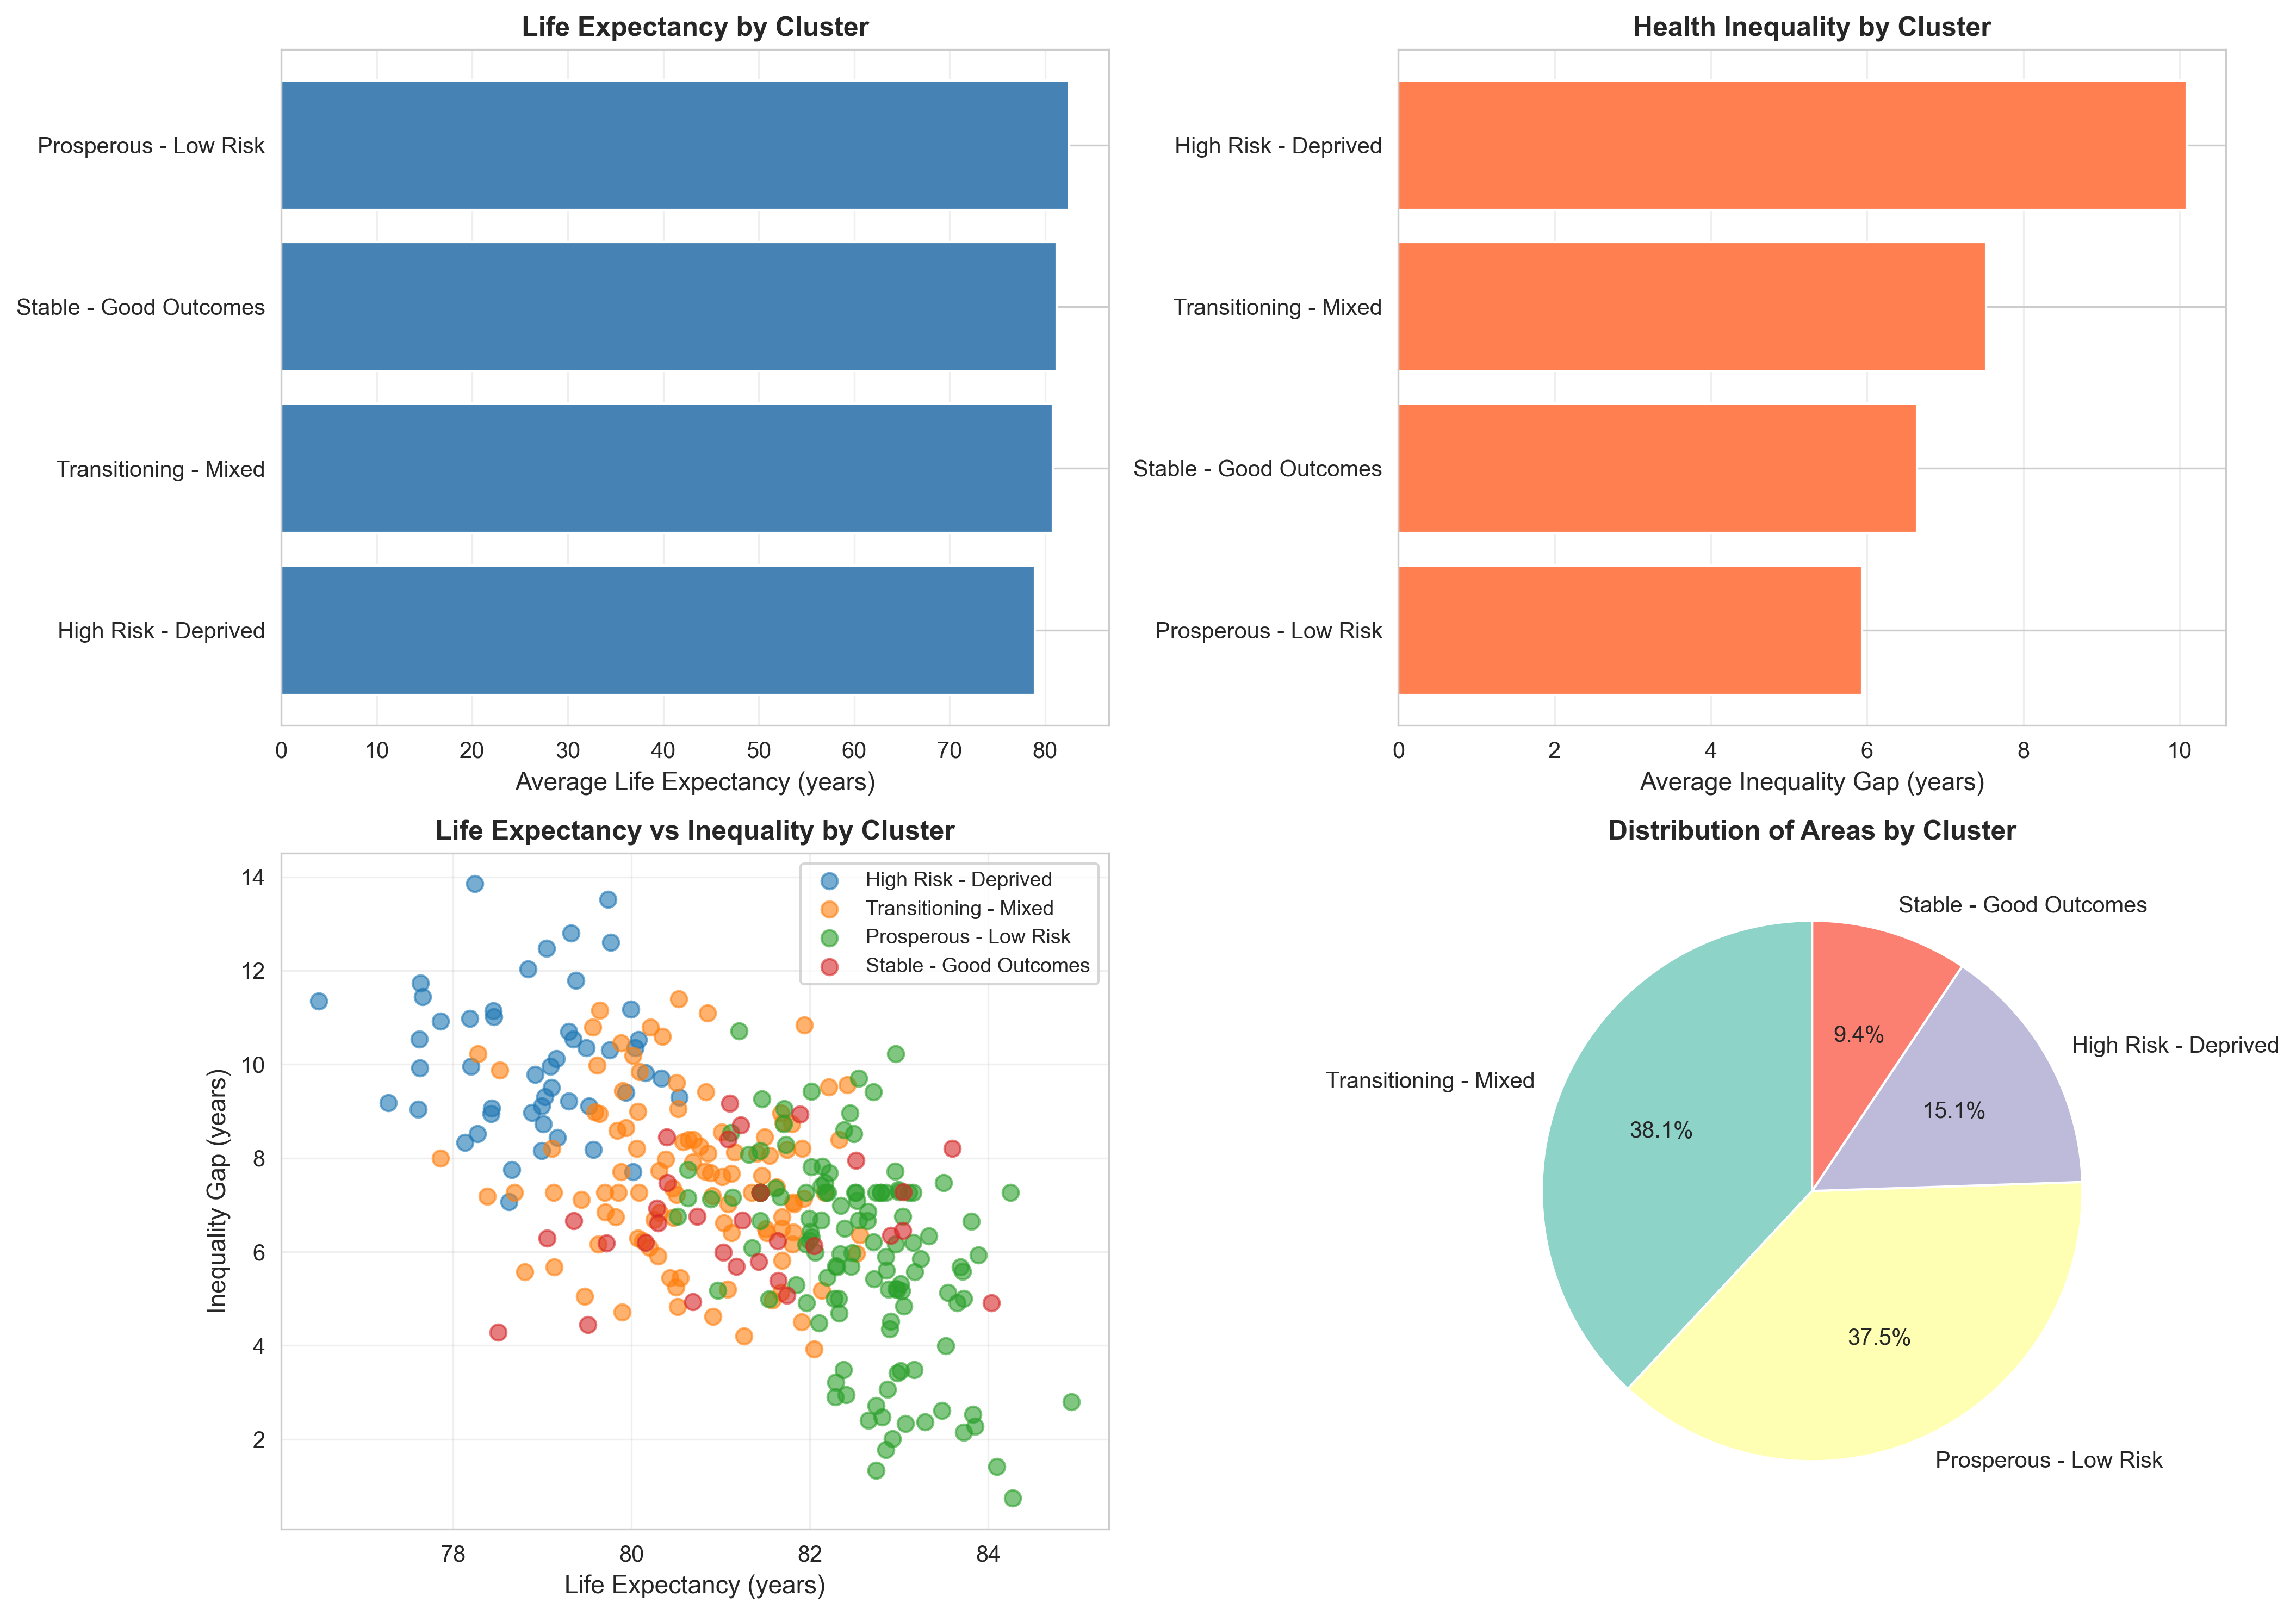 Life Expectancy by Cluster
Prosperous - Low Risk
Stable - Good Outcomes
Transitioning - Mixed
High Risk - Deprived
0 10 20 30 40 50 60 70 80
Average Life Expectancy (years)
Health Inequality by Cluster
High Risk - Deprived
Transitioning - Mixed
Stable - Good Outcomes
Prosperous - Low Risk
0 2 4 6 8 10
Average Inequality Gap (years)
Life Expectancy vs Inequality by Cluster
Inequality Gap (years)
14
12
10
8
6
4
2
High Risk - Deprived
Transitioning - Mixed
Prosperous - Low Risk
Stable - Good Outcomes
78 80 82 84
Life Expectancy (years)
Distribution of Areas by Cluster
Stable - Good Outcomes
9.4%
High Risk - Deprived
15.1%
Transitioning - Mixed
38.1%
37.5%
Prosperous - Low Risk